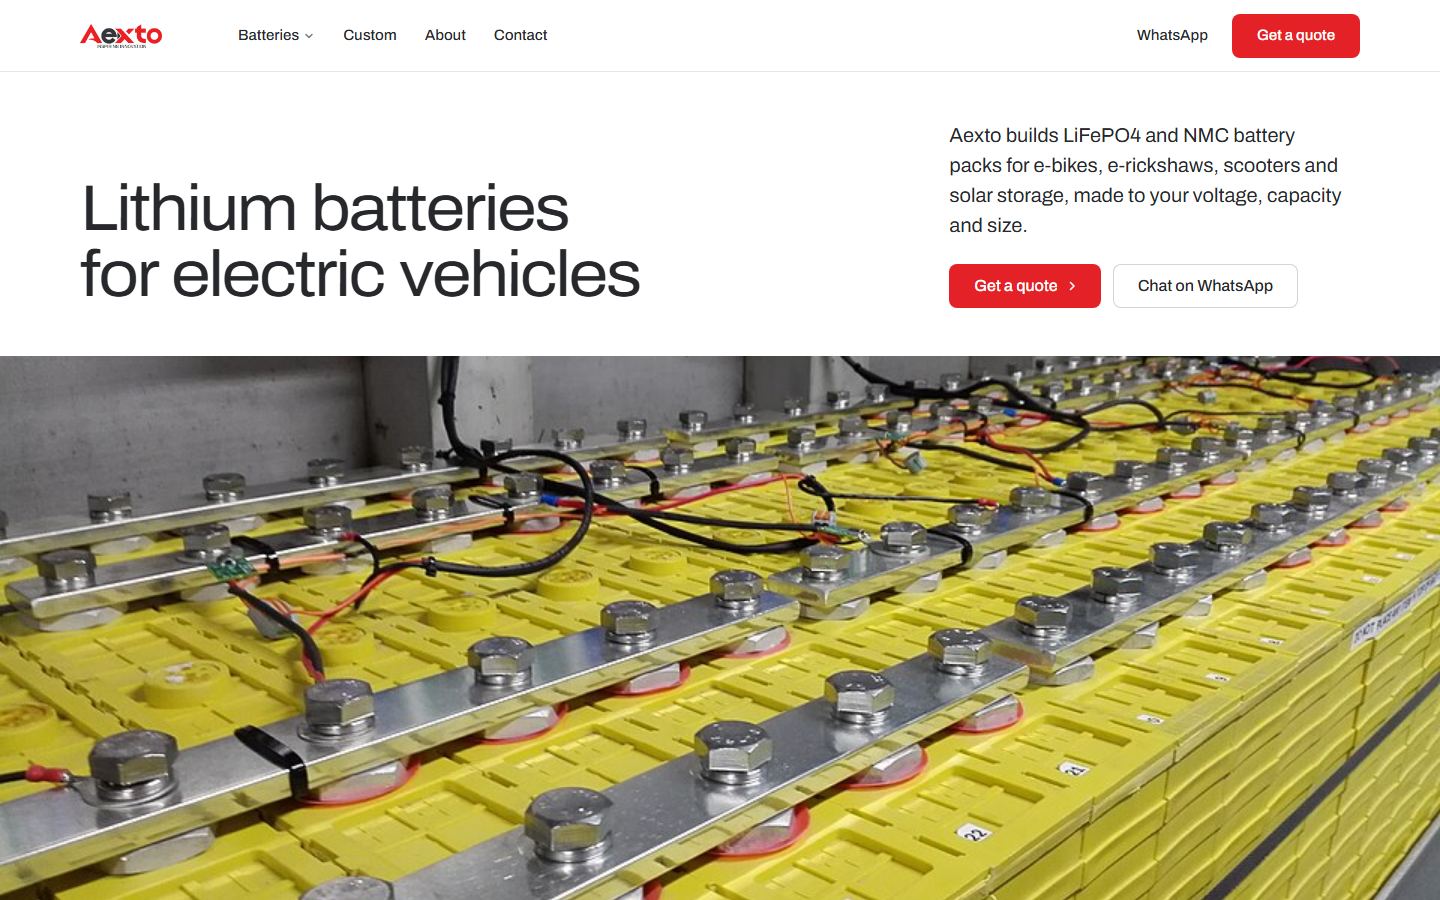 Aexto
Batteries
Custom
About
Contact
WhatsApp
Get a quote
Lithium batteries
for electric vehicles
Aexto builds LiFePO4 and NMC battery
packs for e-bikes, e-rickshaws, scooters and
solar storage, made to your voltage, capacity
and size.
Get a quote
Chat on WhatsApp
21
22